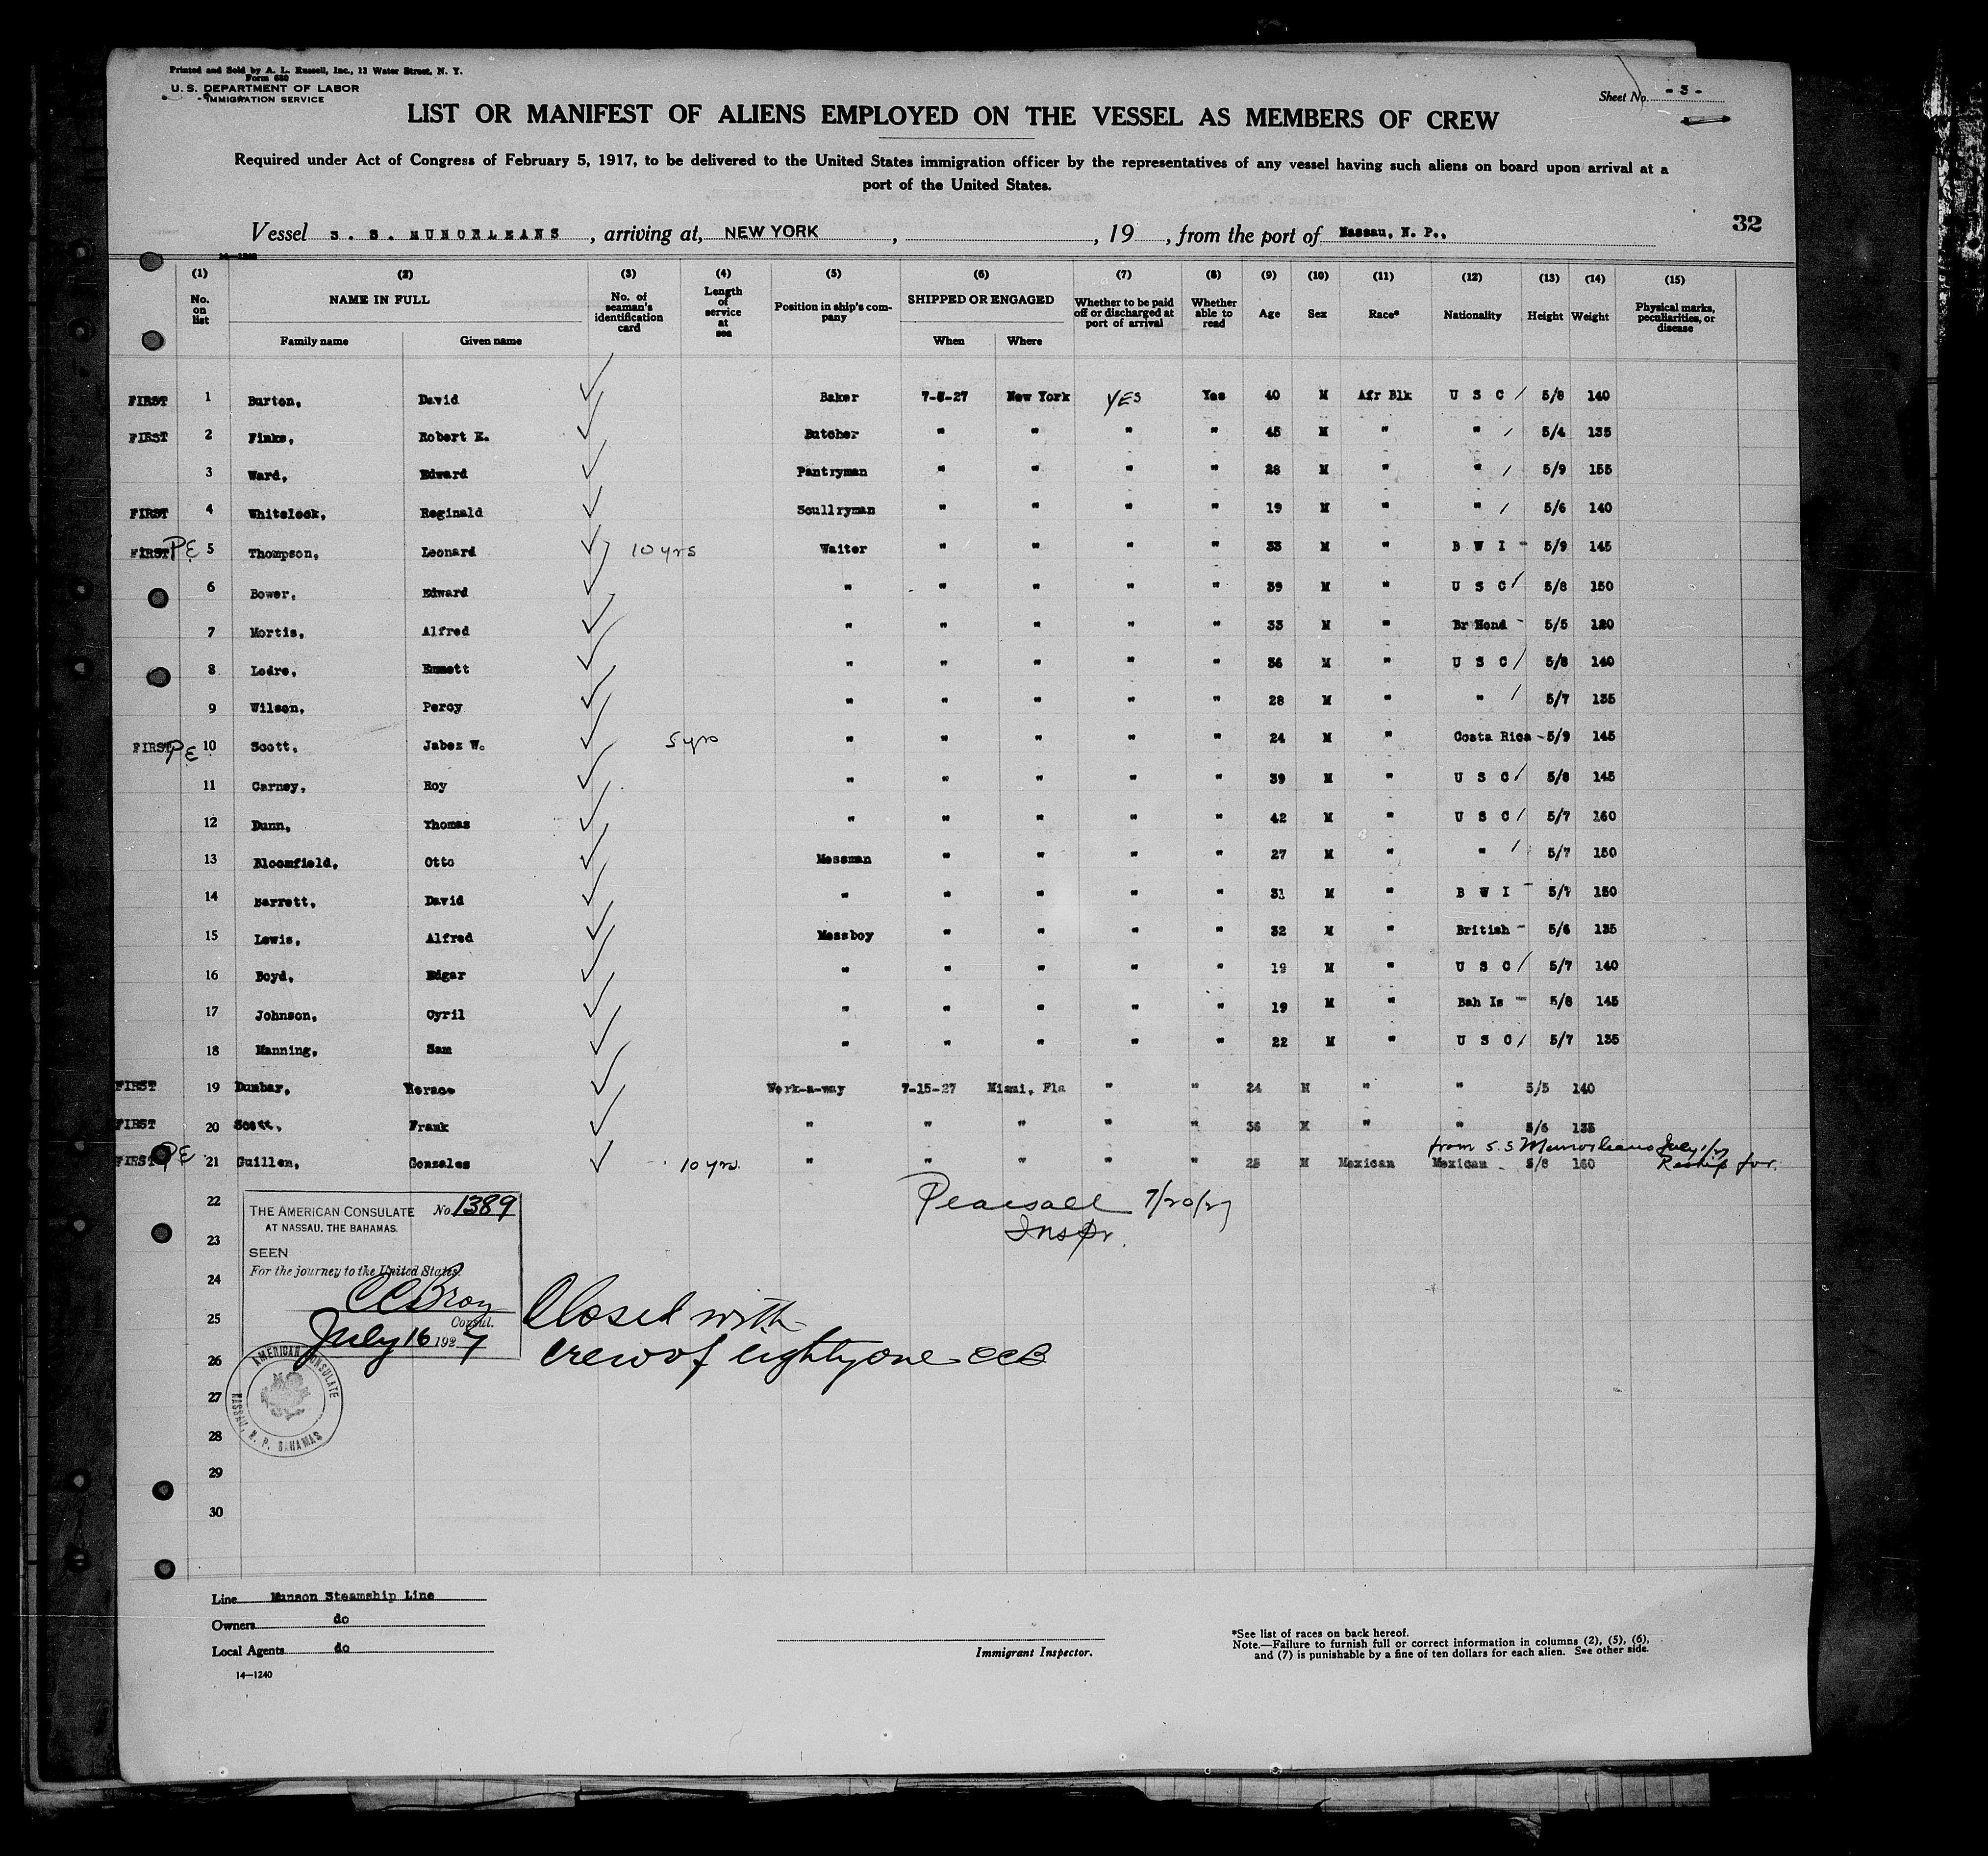 Printed and Sold by A. L. Russell, Inc., 12 Water Street, N. Y.
Form 680
U. S. DEPARTMENT OF LABOR
IMMIGRATION SERVICE
Sheet No. - 3 -
LIST OR MANIFEST OF ALIENS EMPLOYED ON THE VESSEL AS MEMBERS OF CREW
Required under Act of Congress of February 5, 1917, to be delivered to the United States immigration officer by the representatives of any vessel having such aliens on board upon arrival at a
port of the United States.
Vessel S. S. MUNORLEANS, arriving at, NEW YORK, , 19 , from the port of Nassau, N. P.,
32
14—1240
(1) (2) (3) (4) (5) (6) (7) (8) (9) (10) (11) (12) (13) (14) (15)
No. on list NAME IN FULL Family name Given name No. of seaman's identification card Length of service at sea Position in ship's company SHIPPED OR ENGAGED When Where Whether to be paid off or discharged at port of arrival Whether able to read Age Sex Race* Nationality Height Weight Physical marks, peculiarities, or disease
FIRST 1 Burton, David Baker 7-5-27 New York YES Yes 40 M Afr Blk U S C / 5/8 140
FIRST 2 Finks, Robert E. Butcher " " " " 45 M " " / 5/4 135
3 Ward, Edward Pantryman " " " " 28 M " " / 5/9 155
FIRST 4 Whitelock, Reginald Scullryman " " " " 19 M " " / 5/6 140
FIRST PE 5 Thompson, Leonard 10 yrs Waiter " " " " 33 M " B W I - 5/9 145
6 Bower, Edward " " " " " 39 M " U S C / 5/8 150
7 Mortis, Alfred " " " " " 33 M " Br Hond - 5/5 120
8 Ledre, Emmett " " " " " 36 M " U S C / 5/8 140
9 Wilson, Percy " " " " " 28 M " " / 5/7 135
FIRST PE 10 Scott, Jabez W. 5 yrs " " " " " 24 M " Costa Rica - 5/9 145
11 Carney, Roy " " " " " 39 M " U S C / 5/8 145
12 Dunn, Thomas " " " " " 42 M " U S C / 5/7 160
13 Bloomfield, Otto Messman " " " " 27 M " " / 5/7 150
14 Barrett, David " " " " " 31 M " B W I - 5/7 150
15 Lewis, Alfred Messboy " " " " 32 M " British - 5/6 135
16 Boyd, Edgar " " " " " 19 M " U S C / 5/7 140
17 Johnson, Cyril " " " " " 19 M " Bah Is - 5/8 145
18 Manning, Sam " " " " " 22 M " U S C / 5/7 135
FIRST 19 Dunbar, Horace Work-a-way 7-15-27 Miami, Fla " " 24 M " " 5/5 140
FIRST 20 Scott, Frank " " " " " 36 M " " 5/6 135
from S.S Munorleans July 1/27
FIRST PE 21 Guillen, Gonzales 10 yrs. " " " " " 25 M Mexican Mexican - 5/6 160 Reship for.
22
Pearsall 7/20/27
Inspr.
23
24
25
26
27
28
29
30
THE AMERICAN CONSULATE No. 1389
AT NASSAU, THE BAHAMAS.
SEEN
For the journey to the United States.
Consul.
July 16 1927
AMERICAN CONSULATE
NASSAU, N. P. BAHAMAS
Closed with
crew of eighty one CCB
Line Munson Steamship Line
Owners do
Local Agents do
14—1240
Immigrant Inspector.
*See list of races on back hereof.
Note.—Failure to furnish full or correct information in columns (2), (5), (6),
and (7) is punishable by a fine of ten dollars for each alien. See other side.